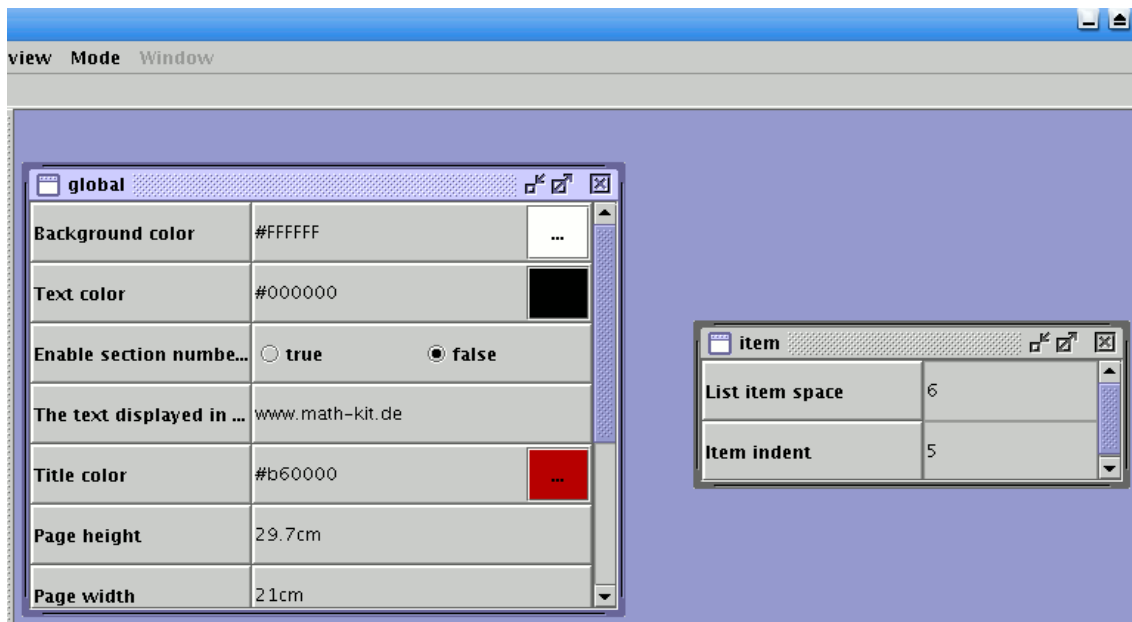 view Mode Window
global
Background color #FFFFFF ...
Text color #000000
Enable section numbe... true false
The text displayed in ... www.math-kit.de
Title color #b60000 ...
Page height 29.7cm
Page width 21cm
item
List item space 6
Item indent 5